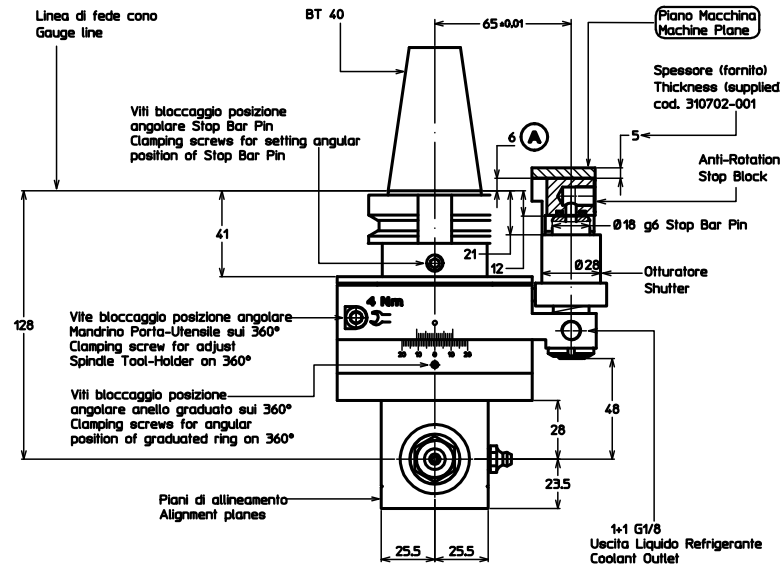 Linea di fede cono
Gauge line
BT 40
65 ±0,01
Piano Macchina
Machine Plane
Spessore (fornito)
Thickness (supplied
cod. 310702-001
Viti bloccaggio posizione
angolare Stop Bar Pin
Clamping screws for setting angular
position of Stop Bar Pin
6
A
5
Anti-Rotation
Stop Block
Ø18 g6 Stop Bar Pin
41
21
12
Ø28
Otturatore
Shutter
128
4 Nm
Vite bloccaggio posizione angolare
Mandrino Porta-Utensile sui 360°
Clamping screw for adjust
Spindle Tool-Holder on 360°
0
20 10 0 10 20
Viti bloccaggio posizione
angolare anello graduato sui 360°
Clamping screws for angular
position of graduated ring on 360°
48
28
23.5
Piani di allineamento
Alignment planes
25.5 25.5
1+1 G1/8
Uscita Liquido Refrigerante
Coolant Outlet